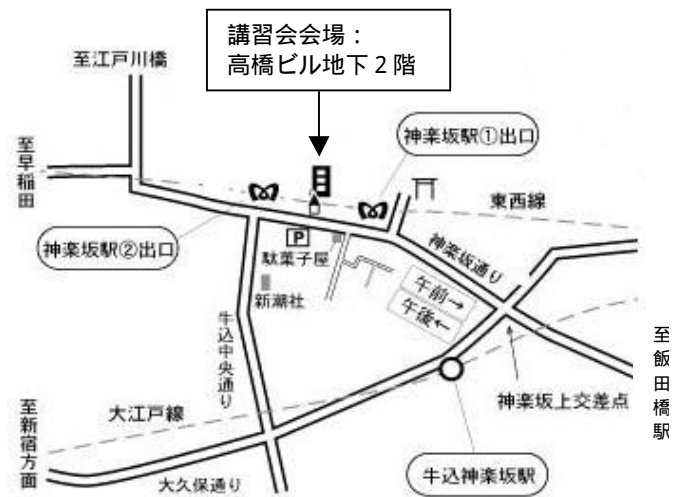 講習会会場：
高橋ビル地下２階
至江戸川橋
神楽坂駅①出口
至早稲田
東西線
神楽坂駅②出口
P
駄菓子屋
神楽坂通り
新潮社
午前→
午後←
牛込中央通り
至飯田橋駅
神楽坂上交差点
大江戸線
至新宿方面
大久保通り
牛込神楽坂駅